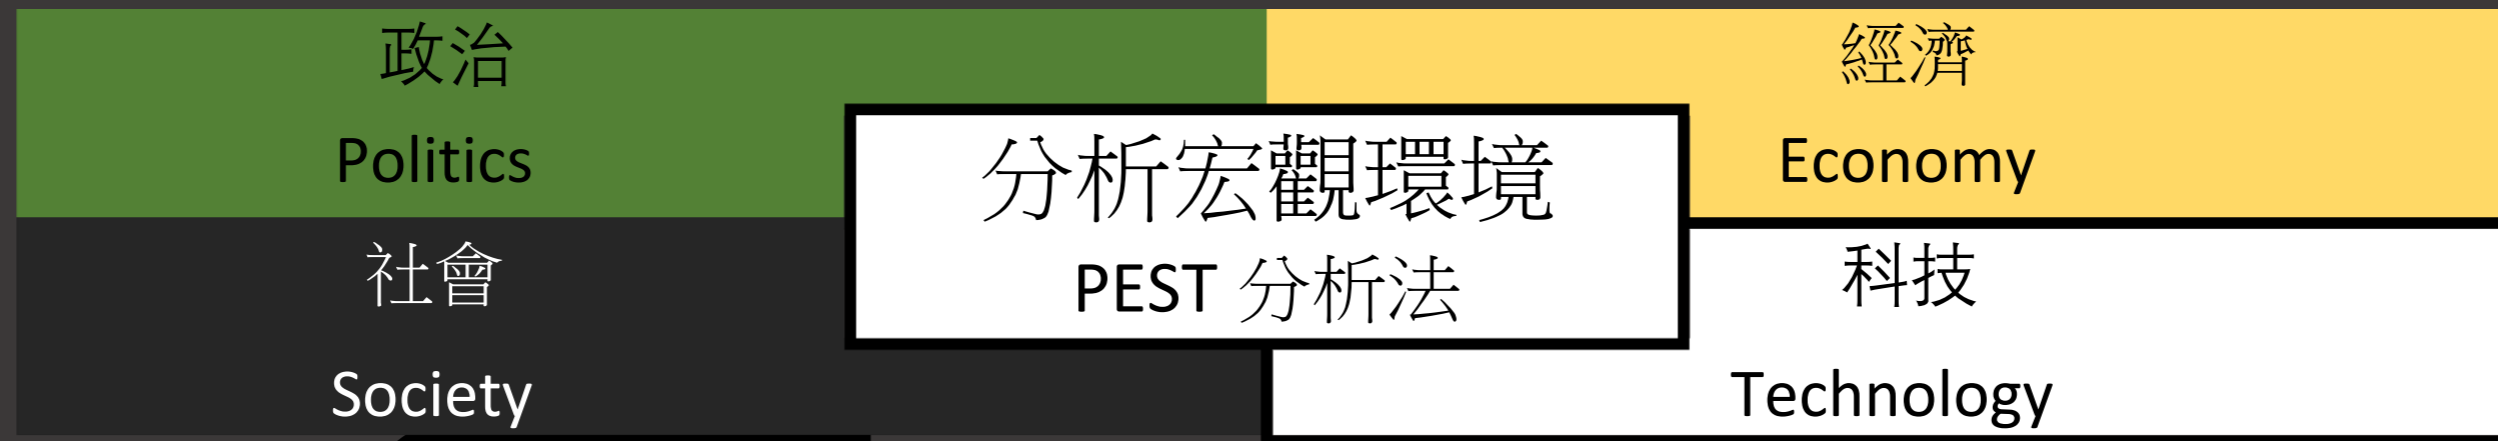 政治
Politics
經濟
Economy
分析宏觀環境
PEST 分析法
社會
Society
科技
Technology